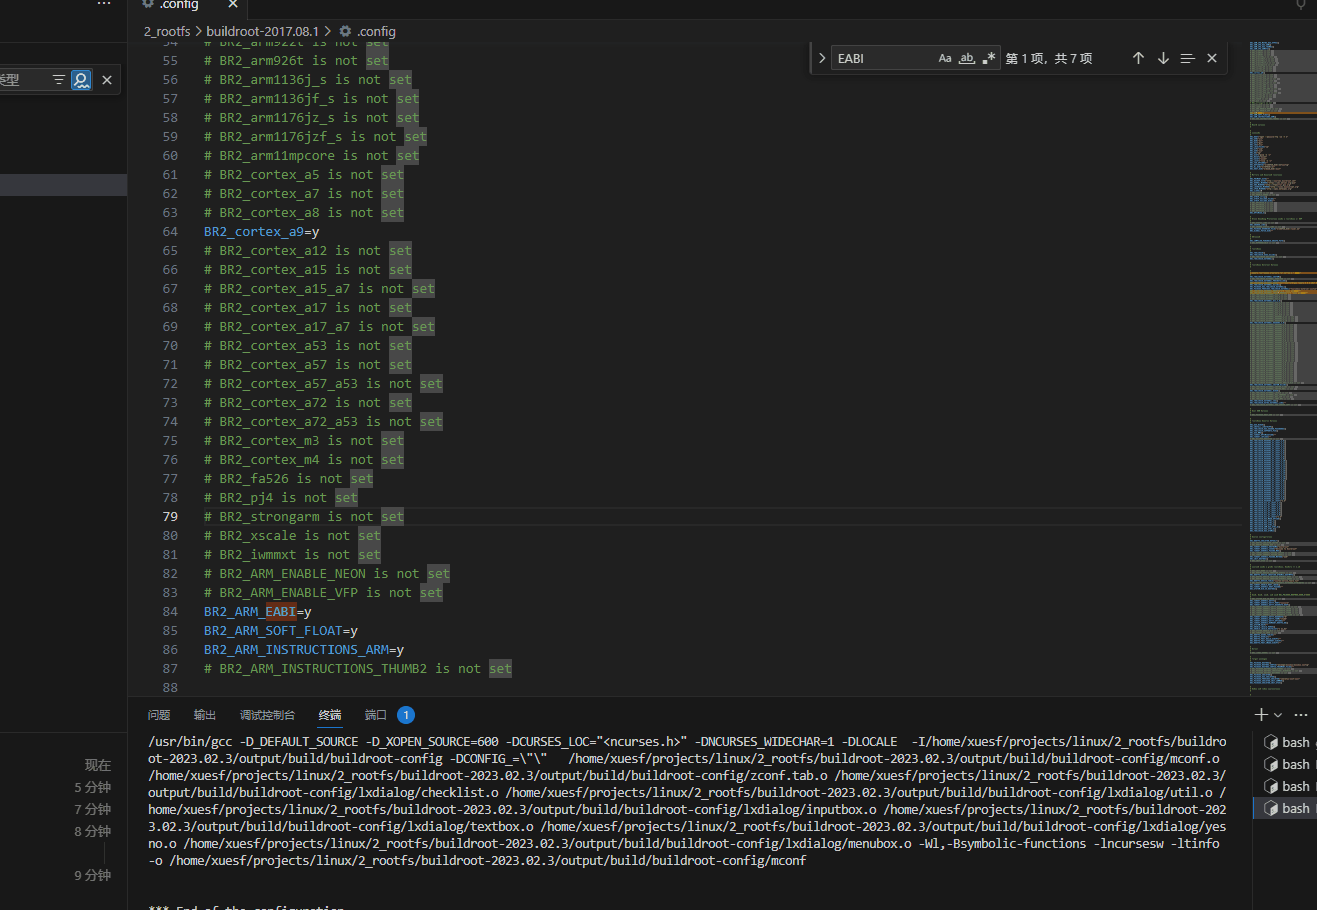 .config
2_rootfs > buildroot-2017.08.1 > .config
类型
EABI
Aa ab .*
第 1 项，共 7 项
54 # BR2_arm922t is not set
55 # BR2_arm926t is not set
56 # BR2_arm1136j_s is not set
57 # BR2_arm1136jf_s is not set
58 # BR2_arm1176jz_s is not set
59 # BR2_arm1176jzf_s is not set
60 # BR2_arm11mpcore is not set
61 # BR2_cortex_a5 is not set
62 # BR2_cortex_a7 is not set
63 # BR2_cortex_a8 is not set
64 BR2_cortex_a9=y
65 # BR2_cortex_a12 is not set
66 # BR2_cortex_a15 is not set
67 # BR2_cortex_a15_a7 is not set
68 # BR2_cortex_a17 is not set
69 # BR2_cortex_a17_a7 is not set
70 # BR2_cortex_a53 is not set
71 # BR2_cortex_a57 is not set
72 # BR2_cortex_a57_a53 is not set
73 # BR2_cortex_a72 is not set
74 # BR2_cortex_a72_a53 is not set
75 # BR2_cortex_m3 is not set
76 # BR2_cortex_m4 is not set
77 # BR2_fa526 is not set
78 # BR2_pj4 is not set
79 # BR2_strongarm is not set
80 # BR2_xscale is not set
81 # BR2_iwmmxt is not set
82 # BR2_ARM_ENABLE_NEON is not set
83 # BR2_ARM_ENABLE_VFP is not set
84 BR2_ARM_EABI=y
85 BR2_ARM_SOFT_FLOAT=y
86 BR2_ARM_INSTRUCTIONS_ARM=y
87 # BR2_ARM_INSTRUCTIONS_THUMB2 is not set
88
问题 输出 调试控制台 终端 端口 1
/usr/bin/gcc -D_DEFAULT_SOURCE -D_XOPEN_SOURCE=600 -DCURSES_LOC="<ncurses.h>" -DNCURSES_WIDECHAR=1 -DLOCALE  -I/home/xuesf/projects/linux/2_rootfs/buildro
ot-2023.02.3/output/build/buildroot-config -DCONFIG_=\"\"   /home/xuesf/projects/linux/2_rootfs/buildroot-2023.02.3/output/build/buildroot-config/mconf.o
/home/xuesf/projects/linux/2_rootfs/buildroot-2023.02.3/output/build/buildroot-config/zconf.tab.o /home/xuesf/projects/linux/2_rootfs/buildroot-2023.02.3/
output/build/buildroot-config/lxdialog/checklist.o /home/xuesf/projects/linux/2_rootfs/buildroot-2023.02.3/output/build/buildroot-config/lxdialog/util.o /
home/xuesf/projects/linux/2_rootfs/buildroot-2023.02.3/output/build/buildroot-config/lxdialog/inputbox.o /home/xuesf/projects/linux/2_rootfs/buildroot-202
3.02.3/output/build/buildroot-config/lxdialog/textbox.o /home/xuesf/projects/linux/2_rootfs/buildroot-2023.02.3/output/build/buildroot-config/lxdialog/yes
no.o /home/xuesf/projects/linux/2_rootfs/buildroot-2023.02.3/output/build/buildroot-config/lxdialog/menubox.o -Wl,-Bsymbolic-functions -lncursesw -ltinfo
-o /home/xuesf/projects/linux/2_rootfs/buildroot-2023.02.3/output/build/buildroot-config/mconf
*** End of the configuration
现在
5 分钟
7 分钟
8 分钟
9 分钟
bash
bash
bash
bash